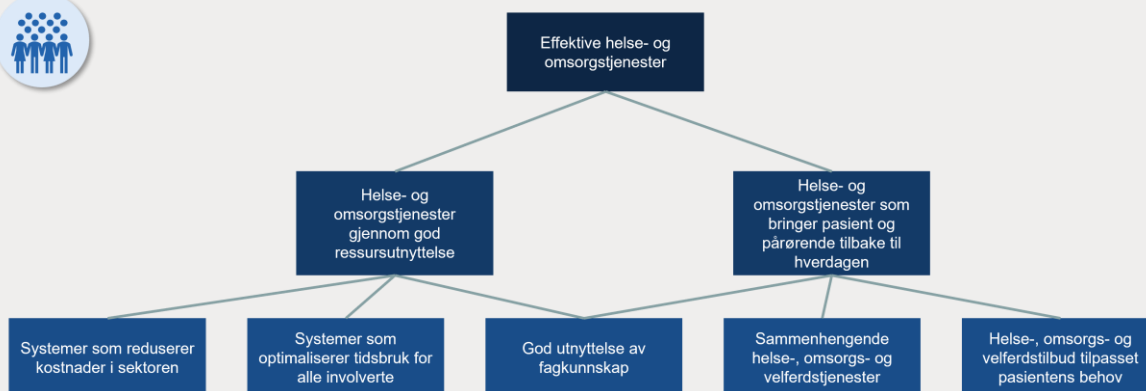 Effektive helse- og
omsorgstjenester
Helse- og
omsorgstjenester
gjennom god
ressursutnyttelse
Helse- og
omsorgstjenester som
bringer pasient og
pårørende tilbake til
hverdagen
Systemer som reduserer
kostnader i sektoren
Systemer som
optimaliserer tidsbruk for
alle involverte
God utnyttelse av
fagkunnskap
Sammenhengende
helse-, omsorgs- og
velferdstjenester
Helse-, omsorgs- og
velferdstilbud tilpasset
pasientens behov